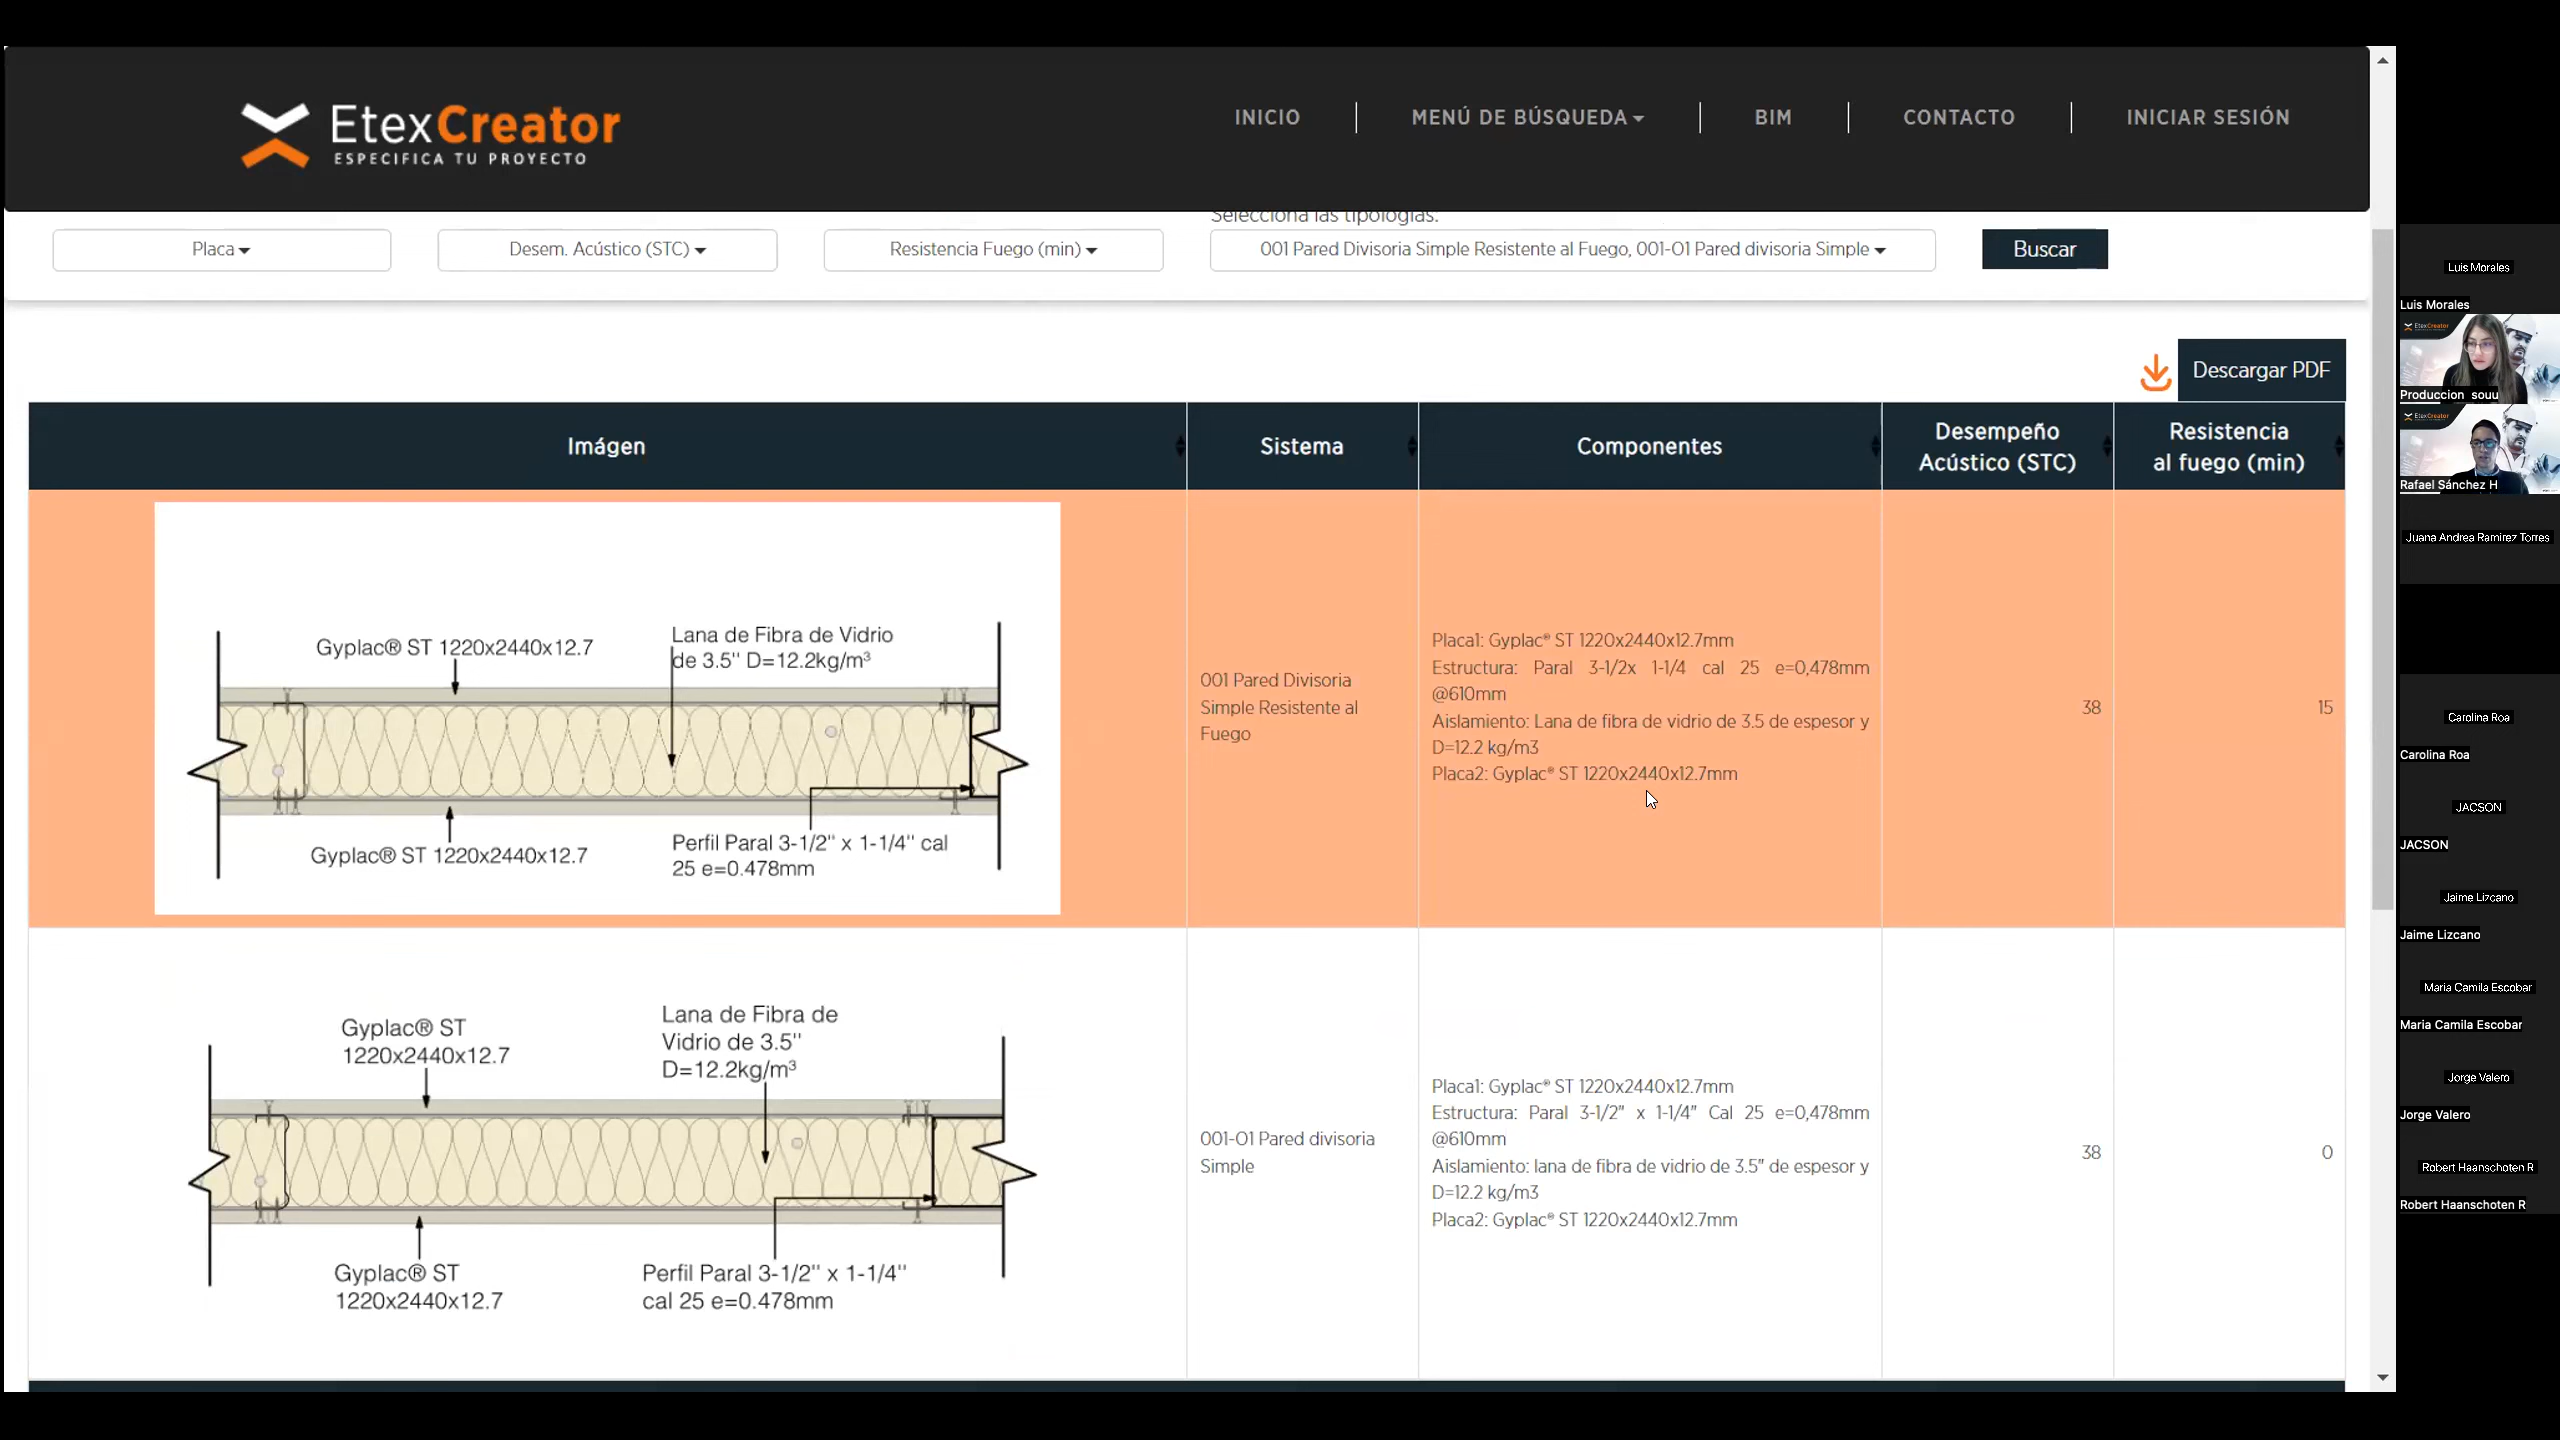 EtexCreator
ESPECIFICA TU PROYECTO
INICIO
MENÚ DE BÚSQUEDA
BIM
CONTACTO
INICIAR SESIÓN
Selecciona las tipologías:
Placa
Desem. Acústico (STC)
Resistencia Fuego (min)
001 Pared Divisoria Simple Resistente al Fuego, 001-01 Pared divisoria Simple
Buscar
Descargar PDF
Imágen
Sistema
Componentes
Desempeño
Acústico (STC)
Resistencia
al fuego (min)
Gyplac® ST 1220x2440x12.7
Lana de Fibra de Vidrio
de 3.5" D=12.2kg/m³
Gyplac® ST 1220x2440x12.7
Perfil Paral 3-1/2" x 1-1/4" cal
25 e=0.478mm
001 Pared Divisoria
Simple Resistente al
Fuego
Placa1: Gyplac® ST 1220x2440x12.7mm
Estructura: Paral 3-1/2x 1-1/4 cal 25 e=0,478mm
@610mm
Aislamiento: Lana de fibra de vidrio de 3.5 de espesor y
D=12.2 kg/m3
Placa2: Gyplac® ST 1220x2440x12.7mm
38
15
Gyplac® ST
1220x2440x12.7
Lana de Fibra de
Vidrio de 3.5"
D=12.2kg/m³
Gyplac® ST
1220x2440x12.7
Perfil Paral 3-1/2" x 1-1/4"
cal 25 e=0.478mm
001-01 Pared divisoria
Simple
Placa1: Gyplac® ST 1220x2440x12.7mm
Estructura: Paral 3-1/2" x 1-1/4" Cal 25 e=0,478mm
@610mm
Aislamiento: lana de fibra de vidrio de 3.5" de espesor y
D=12.2 kg/m3
Placa2: Gyplac® ST 1220x2440x12.7mm
38
0
Luis Morales
Luis Morales
EtexCreator
Produccion souu
EtexCreator
Rafael Sánchez H
Juana Andrea Ramirez Torres
Carolina Roa
Carolina Roa
JACSON
JACSON
Jaime Lizcano
Jaime Lizcano
Maria Camila Escobar
Maria Camila Escobar
Jorge Valero
Jorge Valero
Robert Haanschoten R
Robert Haanschoten R